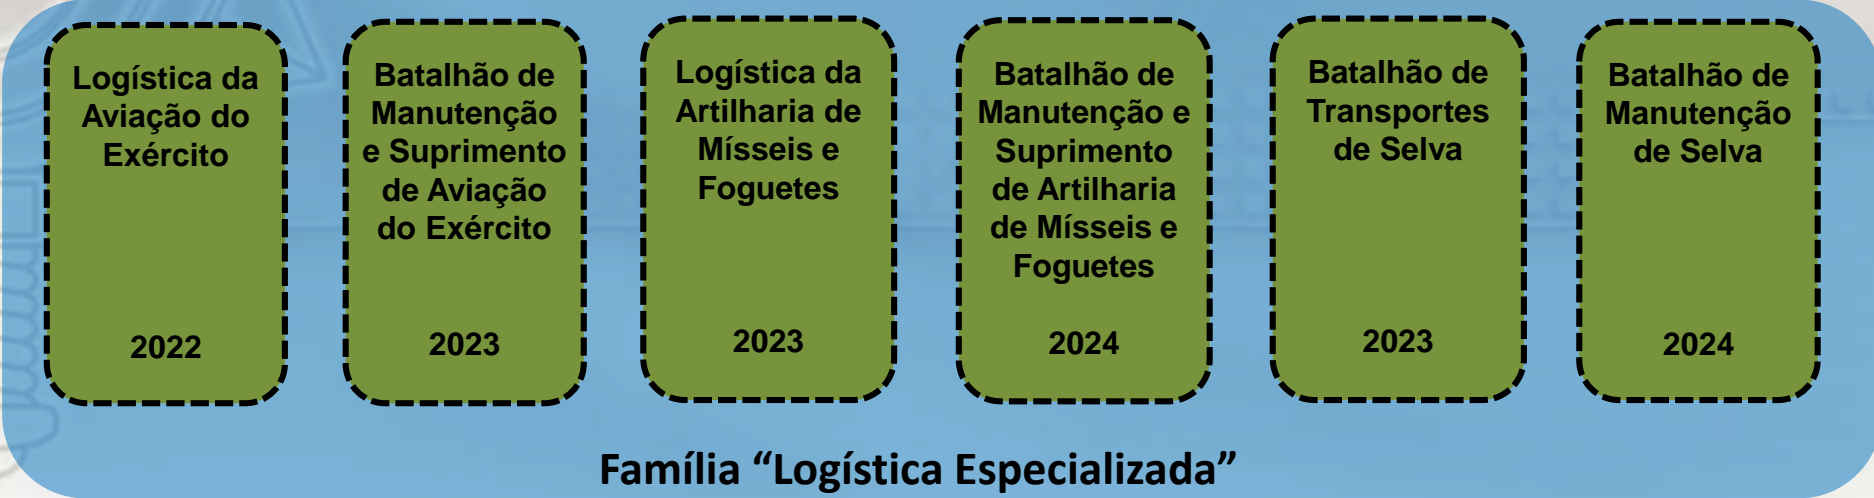 Logística da
Aviação do
Exército
2022
Batalhão de
Manutenção
e Suprimento
de Aviação
do Exército
2023
Logística da
Artilharia de
Mísseis e
Foguetes
2023
Batalhão de
Manutenção e
Suprimento
de Artilharia
de Mísseis e
Foguetes
2024
Batalhão de
Transportes
de Selva
2023
Batalhão de
Manutenção
de Selva
2024
Família “Logística Especializada”